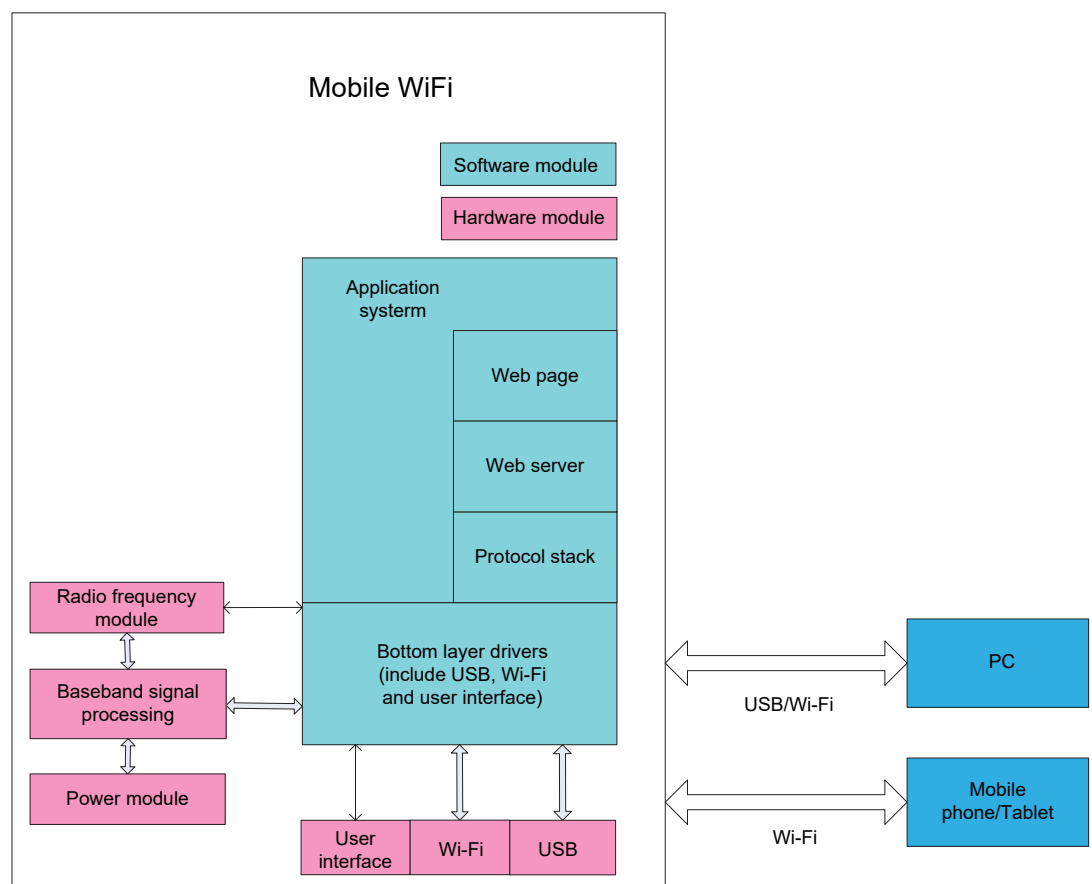 Mobile WiFi
Software module
Hardware module
Application
systerm
Web page
Web server
Protocol stack
Radio frequency
module
Bottom layer drivers
(include USB, Wi-Fi
and user interface)
Baseband signal
processing
Power module
User
interface
Wi-Fi
USB
PC
USB/Wi-Fi
Mobile
phone/Tablet
Wi-Fi